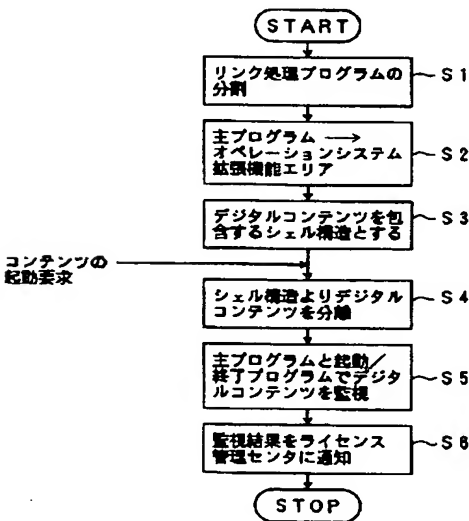 START
リンク処理プログラムの
分割
~S1
主プログラム →
オペレーションシステム
拡張機能エリア
~S2
デジタルコンテンツを包
含するシェル構造とする
~S3
コンテンツの
起動要求
シェル構造よりデジタル
コンテンツを分離
~S4
主プログラムと起動/
終了プログラムでデジタ
ルコンテンツを監視
~S5
監視結果をライセンス
管理センタに通知
~S6
STOP